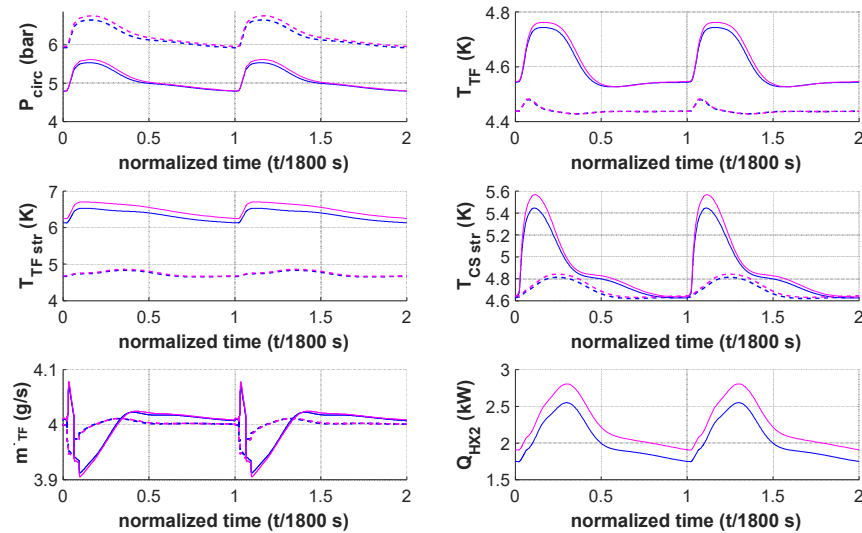 P_circ (bar)
6
5
4
0 0.5 1 1.5 2
normalized time (t/1800 s)
T_TF (K)
4.8
4.6
4.4
0 0.5 1 1.5 2
normalized time (t/1800 s)
T_TF str (K)
7
6
5
4
0 0.5 1 1.5 2
normalized time (t/1800 s)
T_CS str (K)
5.6
5.4
5.2
5
4.8
4.6
0 0.5 1 1.5 2
normalized time (t/1800 s)
m˙_TF (g/s)
4.1
4
3.9
0 0.5 1 1.5 2
normalized time (t/1800 s)
Q_HX2 (kW)
3
2.5
2
1.5
0 0.5 1 1.5 2
normalized time (t/1800 s)